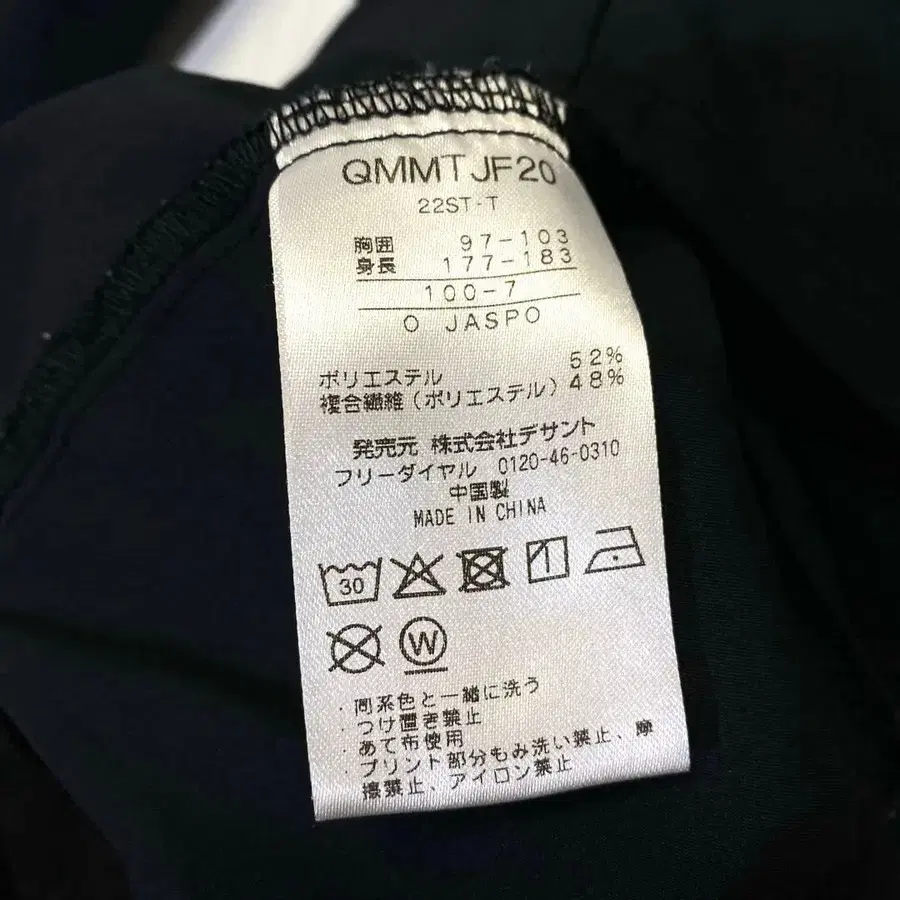 QMMTJF20
22ST-T
胸囲 97-103
身長 177-183
100-7
O JASPO
ポリエステル 52%
複合繊維(ポリエステル) 48%
発売元 株式会社デサント
フリーダイヤル 0120-46-0310
中国製
MADE IN CHINA
30
W
・同系色と一緒に洗う
・つけ置き禁止
・あて布使用
・プリント部分もみ洗い禁止、摩
擦禁止、アイロン禁止